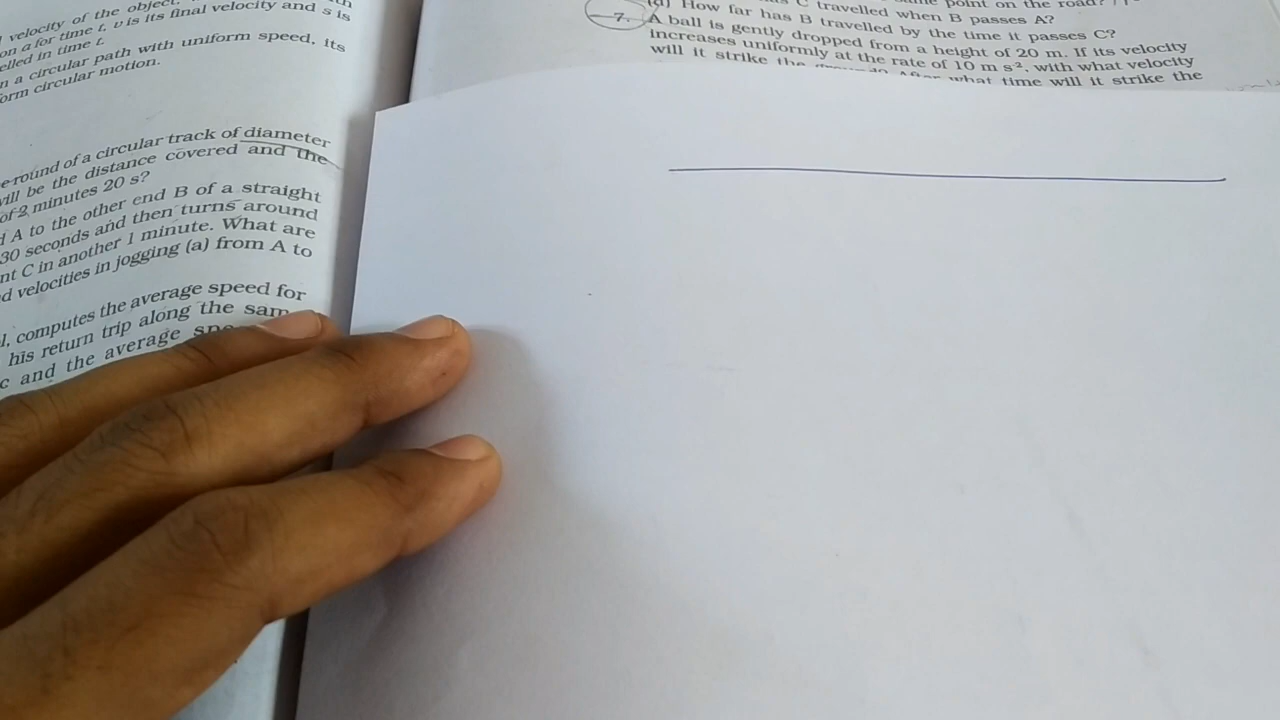 velocity of the object.
on a for time t, v is its final velocity and s is
elled in time t.
n a circular path with uniform speed, its
orm circular motion.
e round of a circular track of diameter
will be the distance covered and the
of 2 minutes 20 s?
A to the other end B of a straight
30 seconds and then turns around
nt C in another 1 minute. What are
d velocities in jogging (a) from A to
l, computes the average speed for
his return trip along the sam
c and the average spe
point on the road?
C travelled when B passes A?
(d) How far has B travelled by the time it passes C?
7. A ball is gently dropped from a height of 20 m. If its velocity
increases uniformly at the rate of 10 m s², with what velocity
will it strike the what time will it strike the